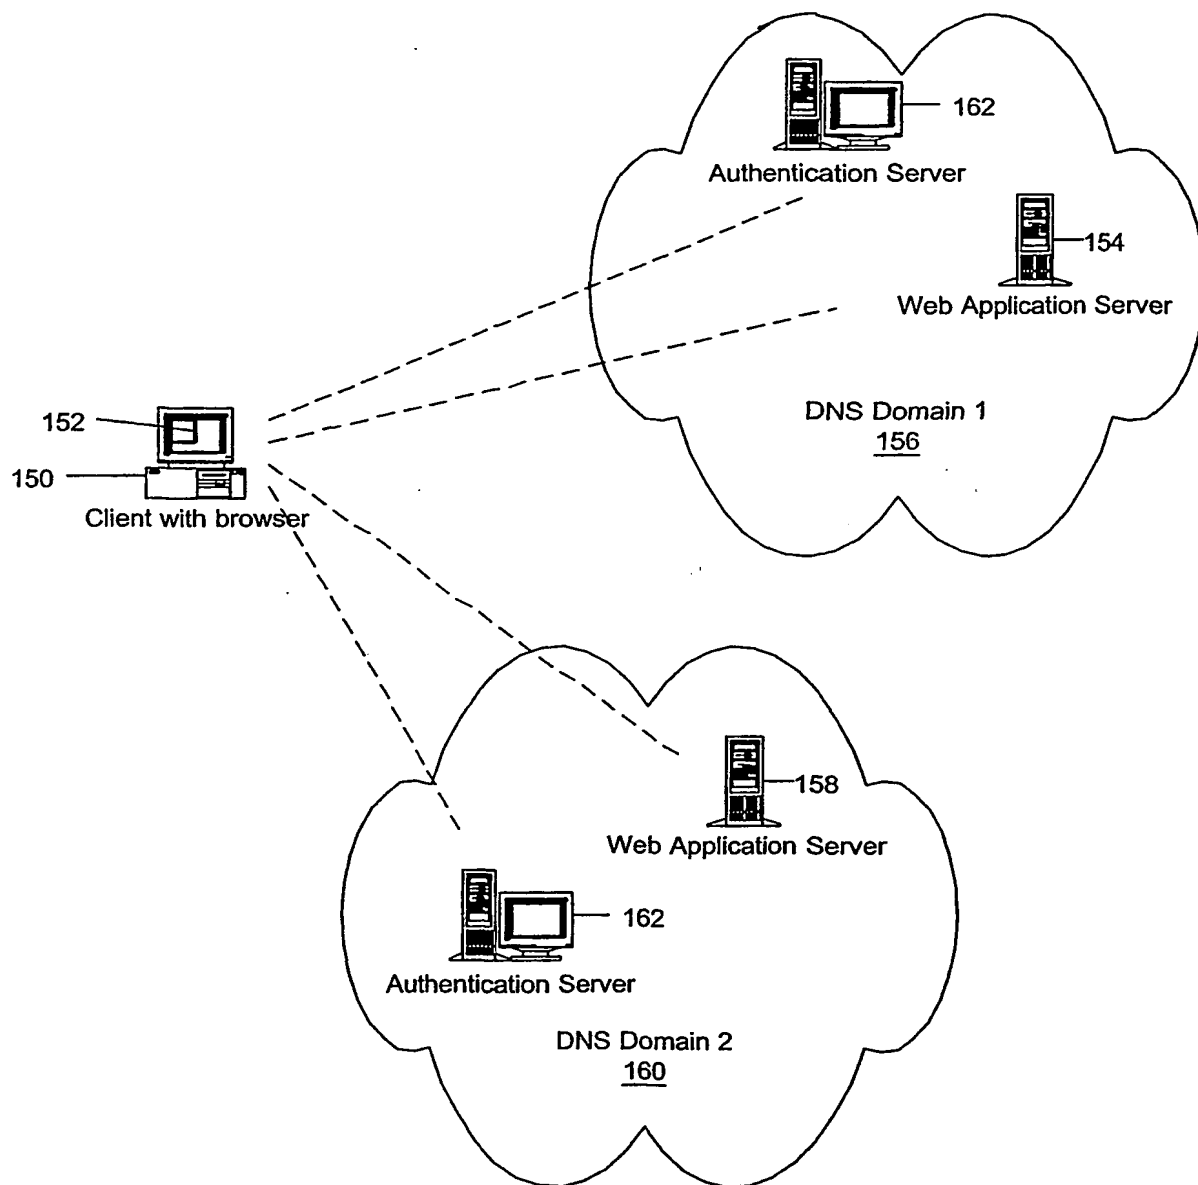 162
Authentication Server
154
Web Application Server
DNS Domain 1
156
152
150
Client with browser
158
Web Application Server
162
Authentication Server
DNS Domain 2
160